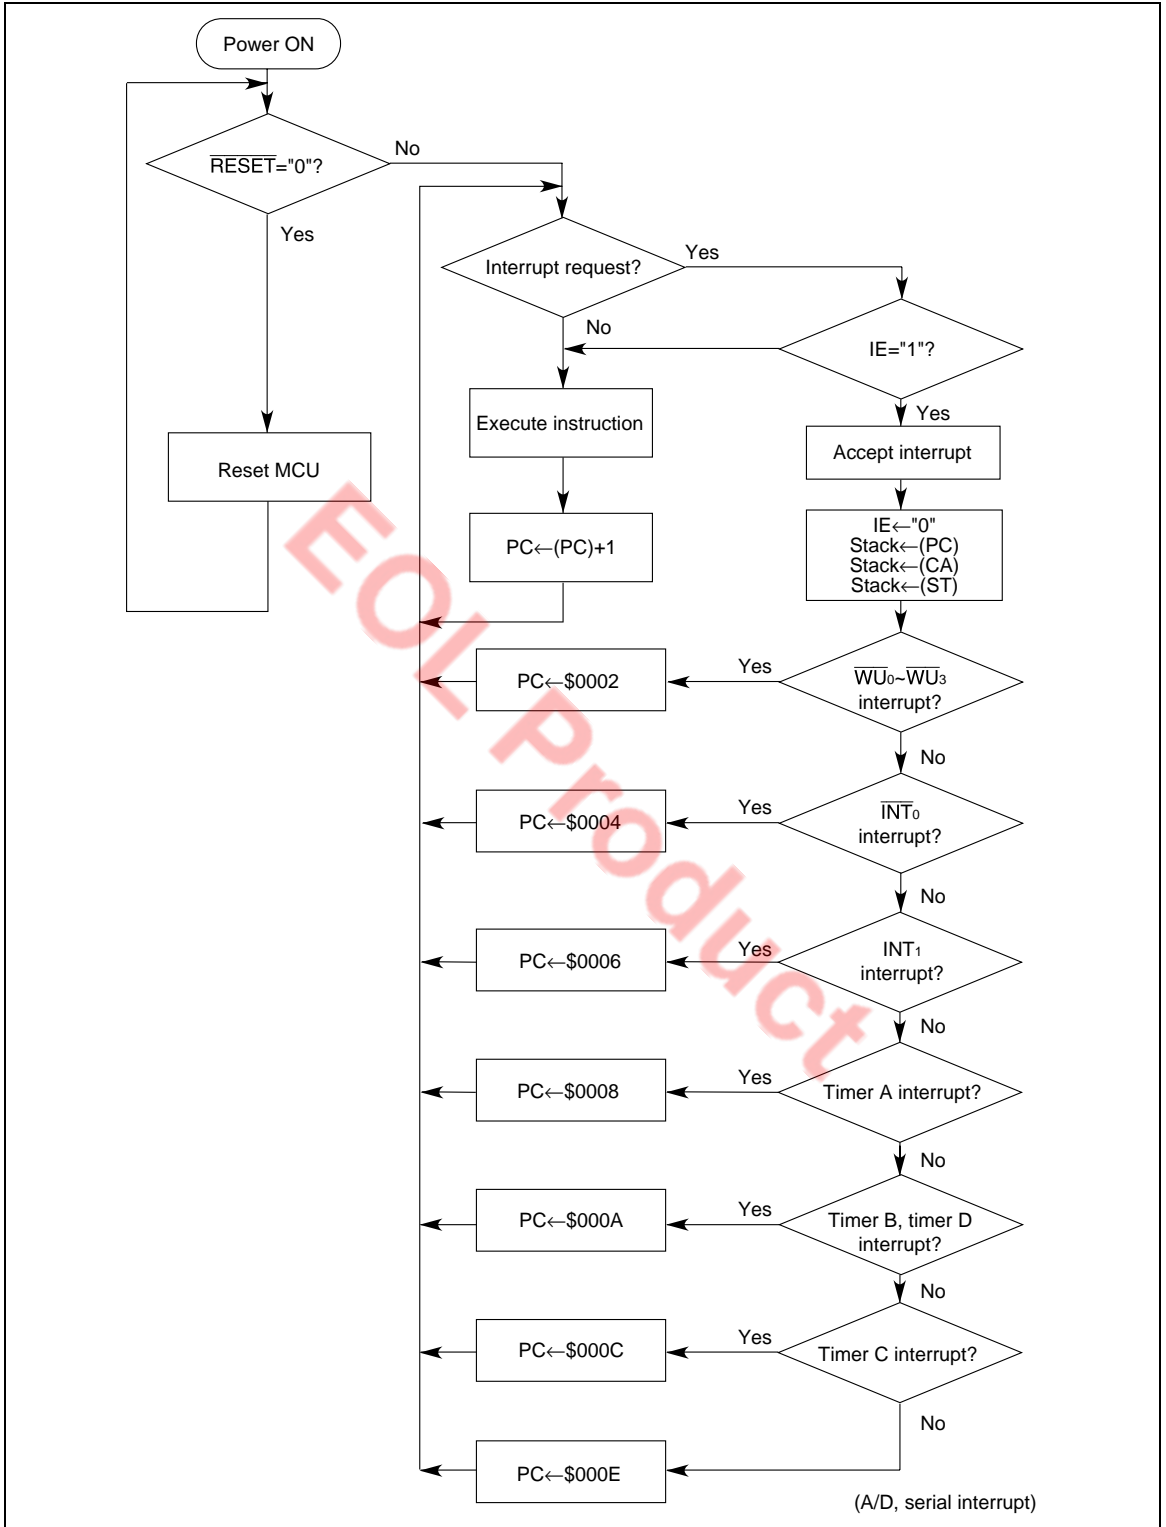 Power ON
RESET="0"?
No
Yes
Interrupt request?
Yes
No
IE="1"?
Execute instruction
Yes
Reset MCU
Accept interrupt
PC←(PC)+1
IE←"0"
Stack←(PC)
Stack←(CA)
Stack←(ST)
PC←$0002
Yes
WU0~WU3
interrupt?
No
PC←$0004
Yes
INT0
interrupt?
No
PC←$0006
Yes
INT1
interrupt?
No
PC←$0008
Yes
Timer A interrupt?
No
PC←$000A
Yes
Timer B, timer D
interrupt?
No
PC←$000C
Yes
Timer C interrupt?
No
PC←$000E
(A/D, serial interrupt)
EOL Product